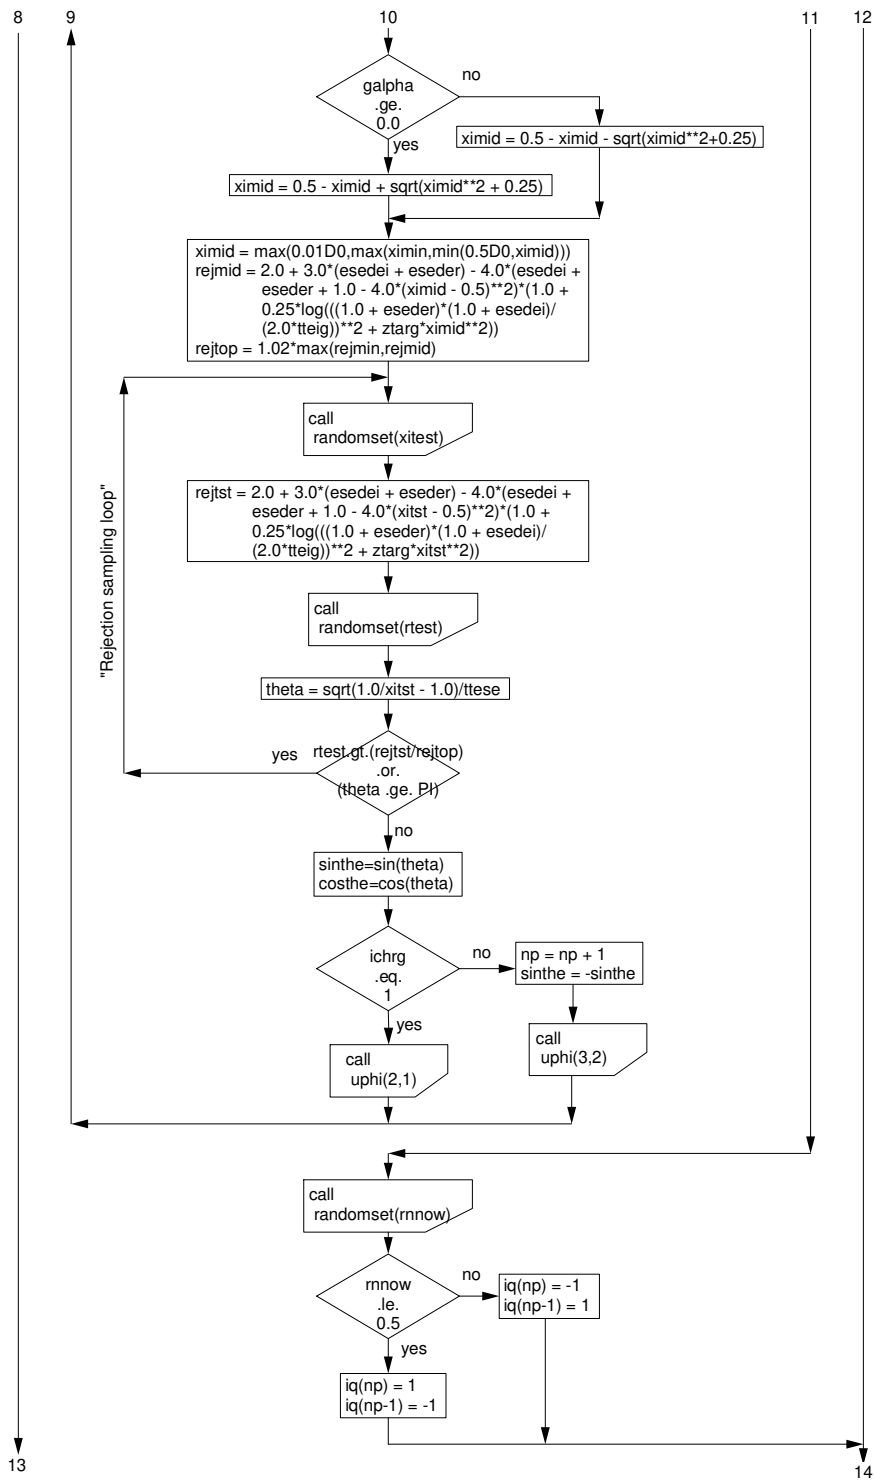 8
9
10
11
12
galpha
.ge.
0.0
no
yes
ximid = 0.5 - ximid - sqrt(ximid**2+0.25)
ximid = 0.5 - ximid + sqrt(ximid**2 + 0.25)
ximid = max(0.01D0,max(ximin,min(0.5D0,ximid)))
rejmid = 2.0 + 3.0*(esedei + eseder) - 4.0*(esedei +
eseder + 1.0 - 4.0*(ximid - 0.5)**2)*(1.0 +
0.25*log(((1.0 + eseder)*(1.0 + esedei)/
(2.0*tteig))**2 + ztarg*ximid**2))
rejtop = 1.02*max(rejmin,rejmid)
"Rejection sampling loop"
call
randomset(xitest)
rejtst = 2.0 + 3.0*(esedei + eseder) - 4.0*(esedei +
eseder + 1.0 - 4.0*(xitst - 0.5)**2)*(1.0 +
0.25*log(((1.0 + eseder)*(1.0 + esedei)/
(2.0*tteig))**2 + ztarg*xitst**2))
call
randomset(rtest)
theta = sqrt(1.0/xitst - 1.0)/ttese
yes
rtest.gt.(rejtst/rejtop)
.or.
(theta .ge. PI)
no
sinthe=sin(theta)
costhe=cos(theta)
ichrg
.eq.
1
no
yes
np = np + 1
sinthe = -sinthe
call
uphi(2,1)
call
uphi(3,2)
call
randomset(rnnow)
rnnow
.le.
0.5
no
yes
iq(np) = -1
iq(np-1) = 1
iq(np) = 1
iq(np-1) = -1
13
14